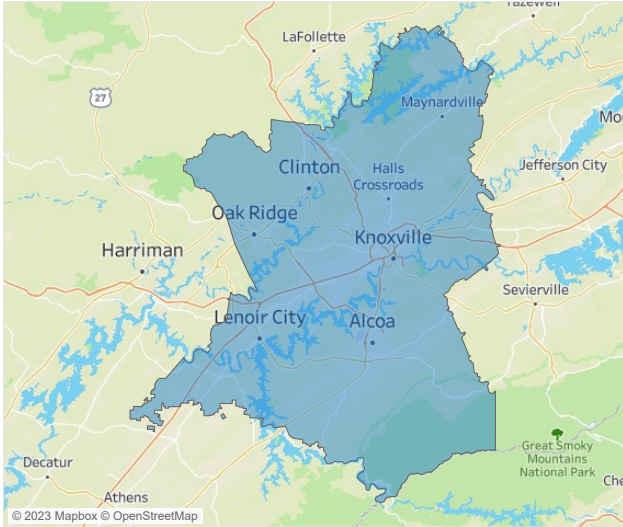 Tazewell
LaFollette
27
Maynardville
Clinton
Halls
Crossroads
Jefferson City
Oak Ridge
Knoxville
Harriman
Sevierville
Lenoir City
Alcoa
Great Smoky
Mountains
National Park
Decatur
Athens
© 2023 Mapbox © OpenStreetMap